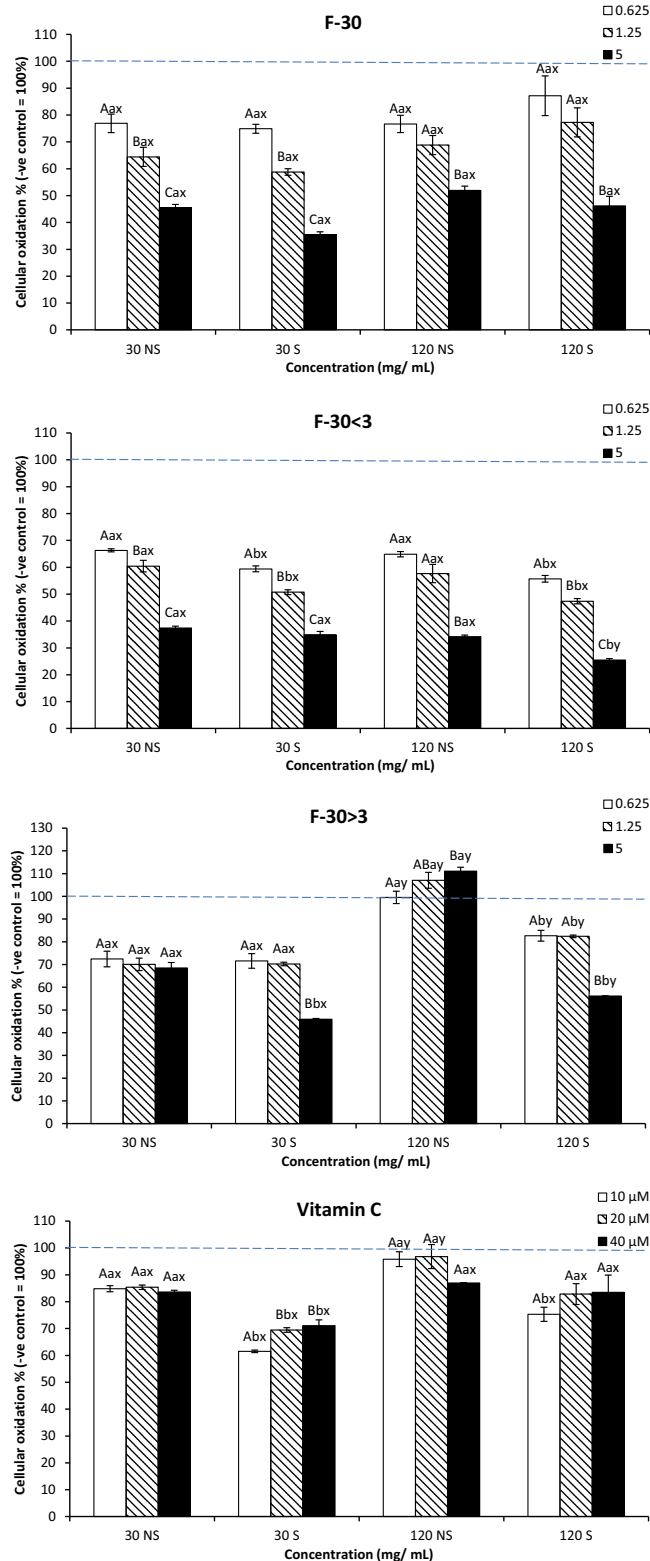 F-30
0.625
1.25
5
Cellular oxidation % (-ve control = 100%)
110
100
90
80
70
60
50
40
30
20
10
0
Aax Bax Cax Aax Bax Cax Aax Aax Bax Aax Aax Bax
30 NS 30 S 120 NS 120 S
Concentration (mg/ mL)
F-30<3
0.625
1.25
5
Cellular oxidation % (-ve control = 100%)
110
100
90
80
70
60
50
40
30
20
10
0
Aax Bax Cax Abx Bbx Cax Aax Aax Bax Abx Bbx Cby
30 NS 30 S 120 NS 120 S
Concentration (mg/ mL)
F-30>3
0.625
1.25
5
Cellular oxidation % (-ve control = 100%)
130
120
110
100
90
80
70
60
50
40
30
20
10
0
Aax Aax Aax Aax Aax Bbx Aay ABay Bay Aby Aby Bby
30 NS 30 S 120 NS 120 S
Concentration (mg/ mL)
Vitamin C
10 µM
20 µM
40 µM
Cellular oxidation % (-ve control = 100%)
110
100
90
80
70
60
50
40
30
20
10
0
Aax Aax Aax Abx Bbx Bbx Aay Aay Aax Abx Aax Aax
30 NS 30 S 120 NS 120 S
Concentration (mg/ mL)